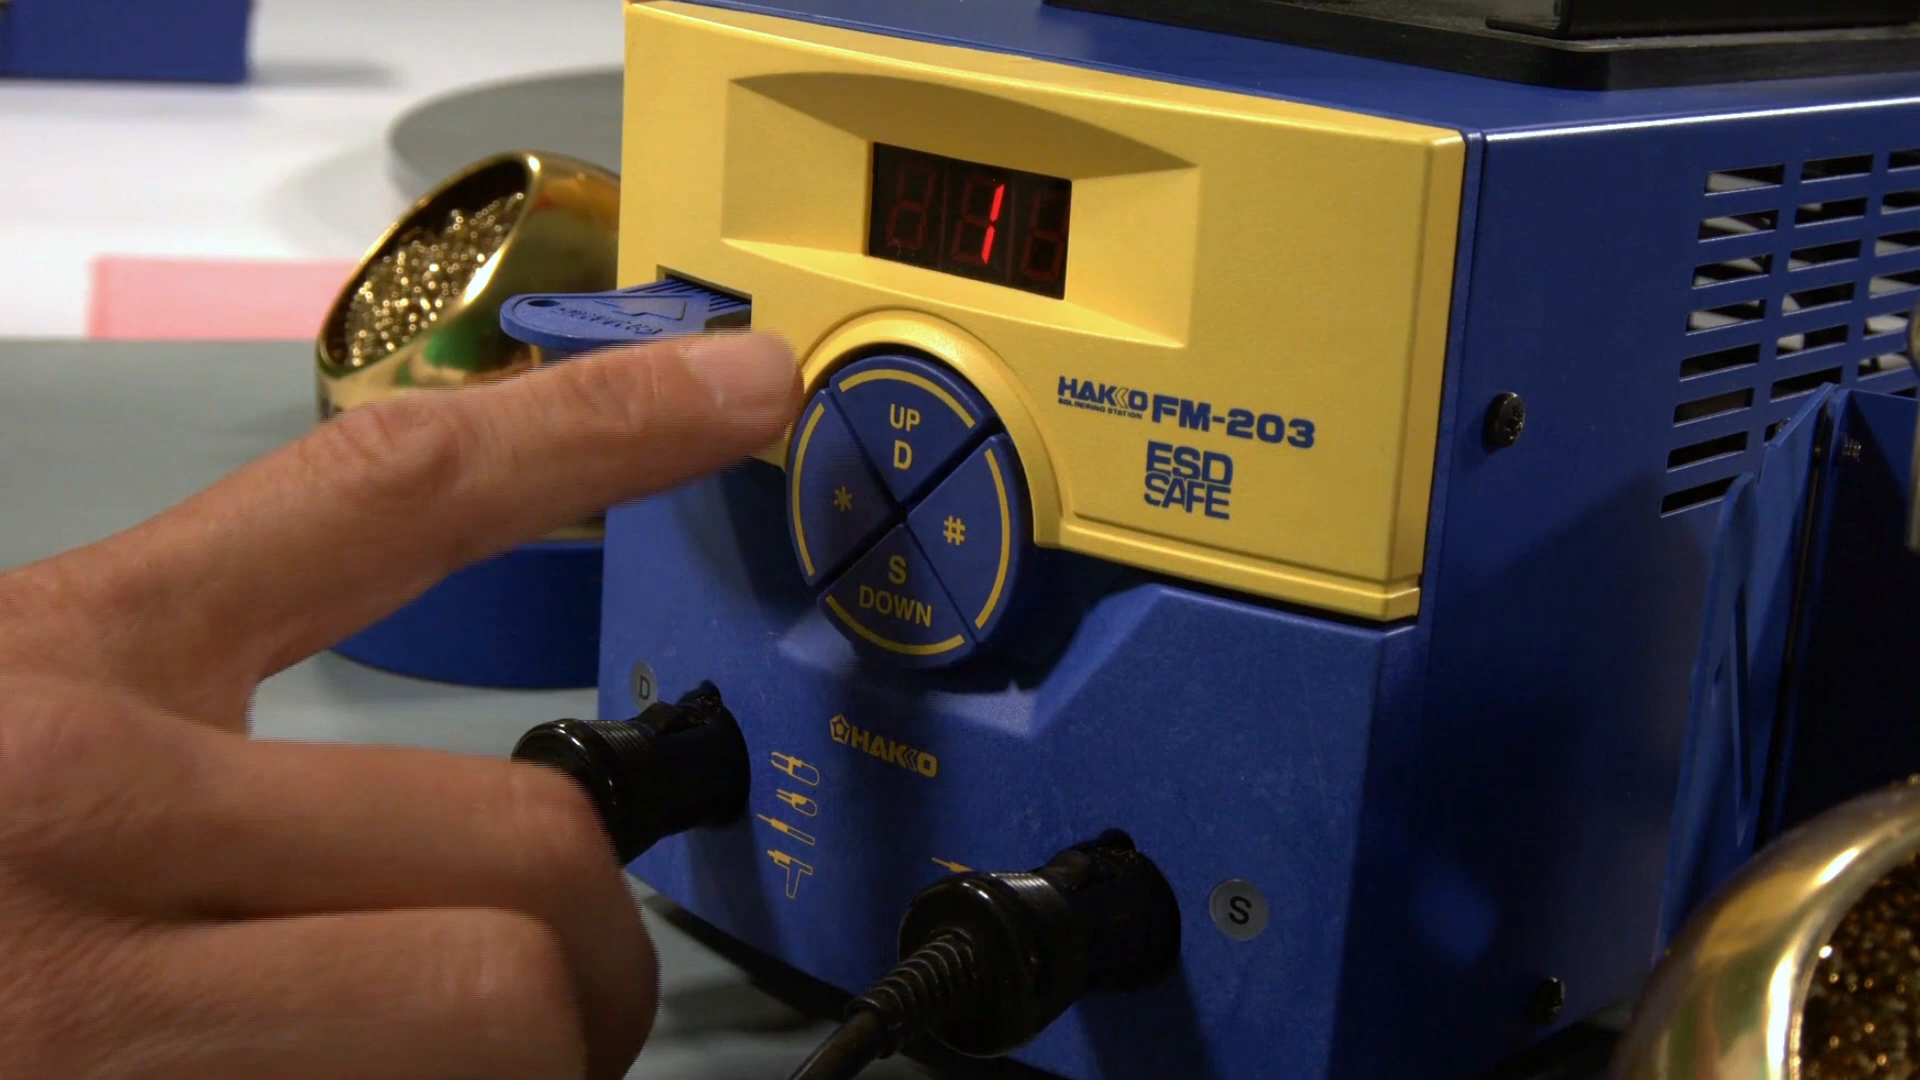 1
HAKKO FM-203
SOLDERING STATION
ESD
SAFE
UP
D
*
#
S
DOWN
D
HAKKO
S